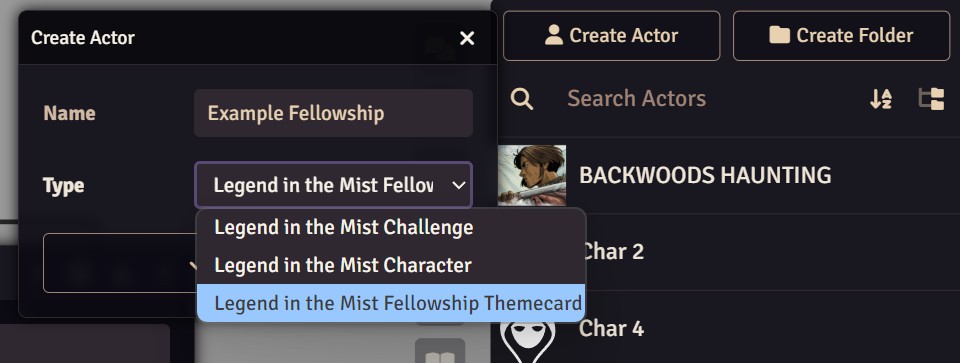 Create Actor
Create Actor
Create Folder
Name
Example Fellowship
Search Actors
Type
Legend in the Mist Fellow
BACKWOODS HAUNTING
Legend in the Mist Challenge
Legend in the Mist Character
Legend in the Mist Fellowship Themecard
Char 2
Char 4